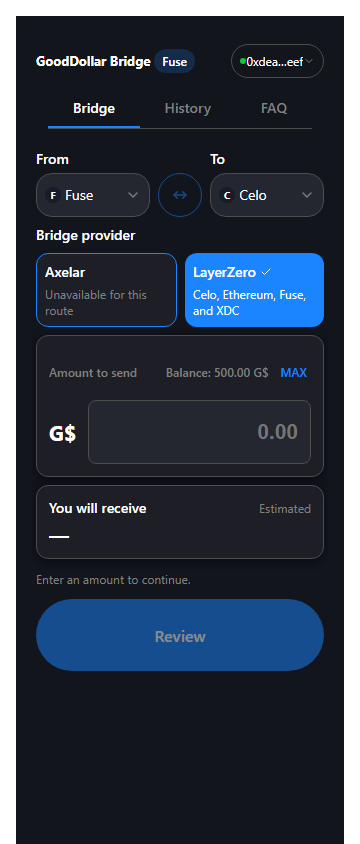 GoodDollar Bridge Fuse 0xdea...eef
Bridge History FAQ
From To
F Fuse C Celo
Bridge provider
Axelar LayerZero
Unavailable for this route
Celo, Ethereum, Fuse, and XDC
Amount to send Balance: 500.00 G$ MAX
G$ 0.00
You will receive Estimated
—
Enter an amount to continue.
Review